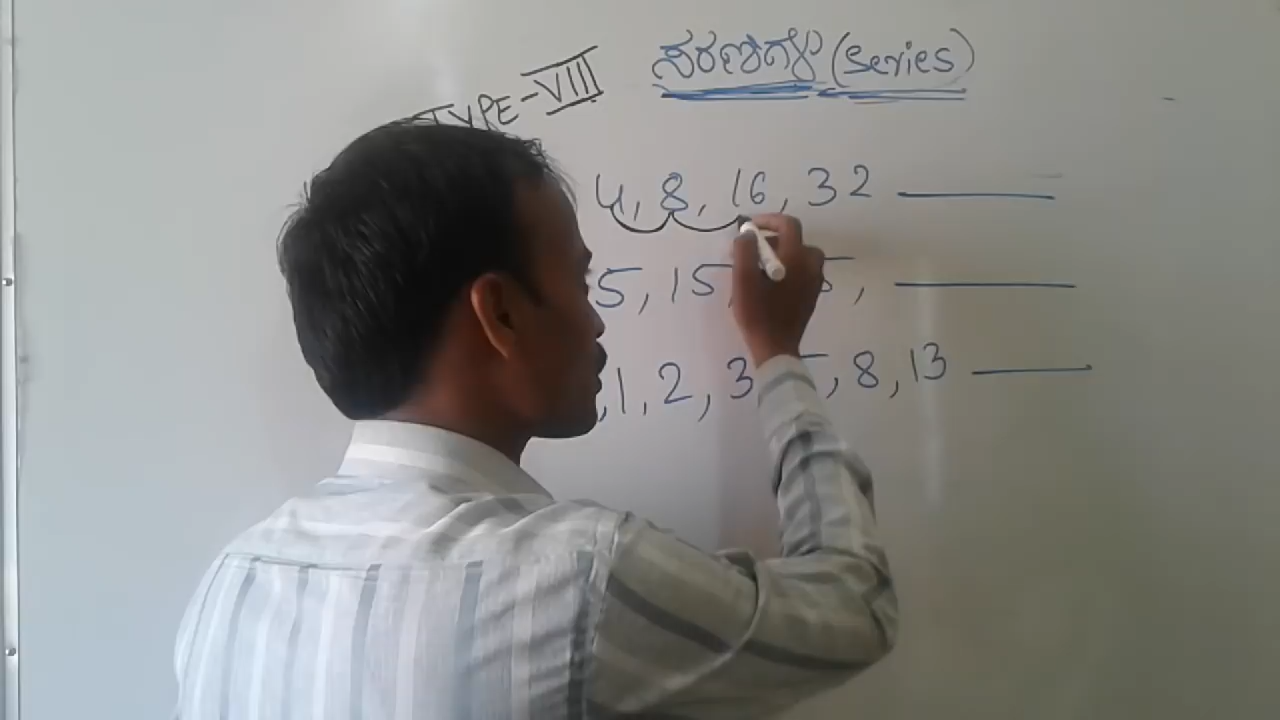 ಸರಣಿಗಳು (Series)
TYPE-VIII
4, 8, 16, 32
5, 15,
, 1, 2, 3 , 8, 13